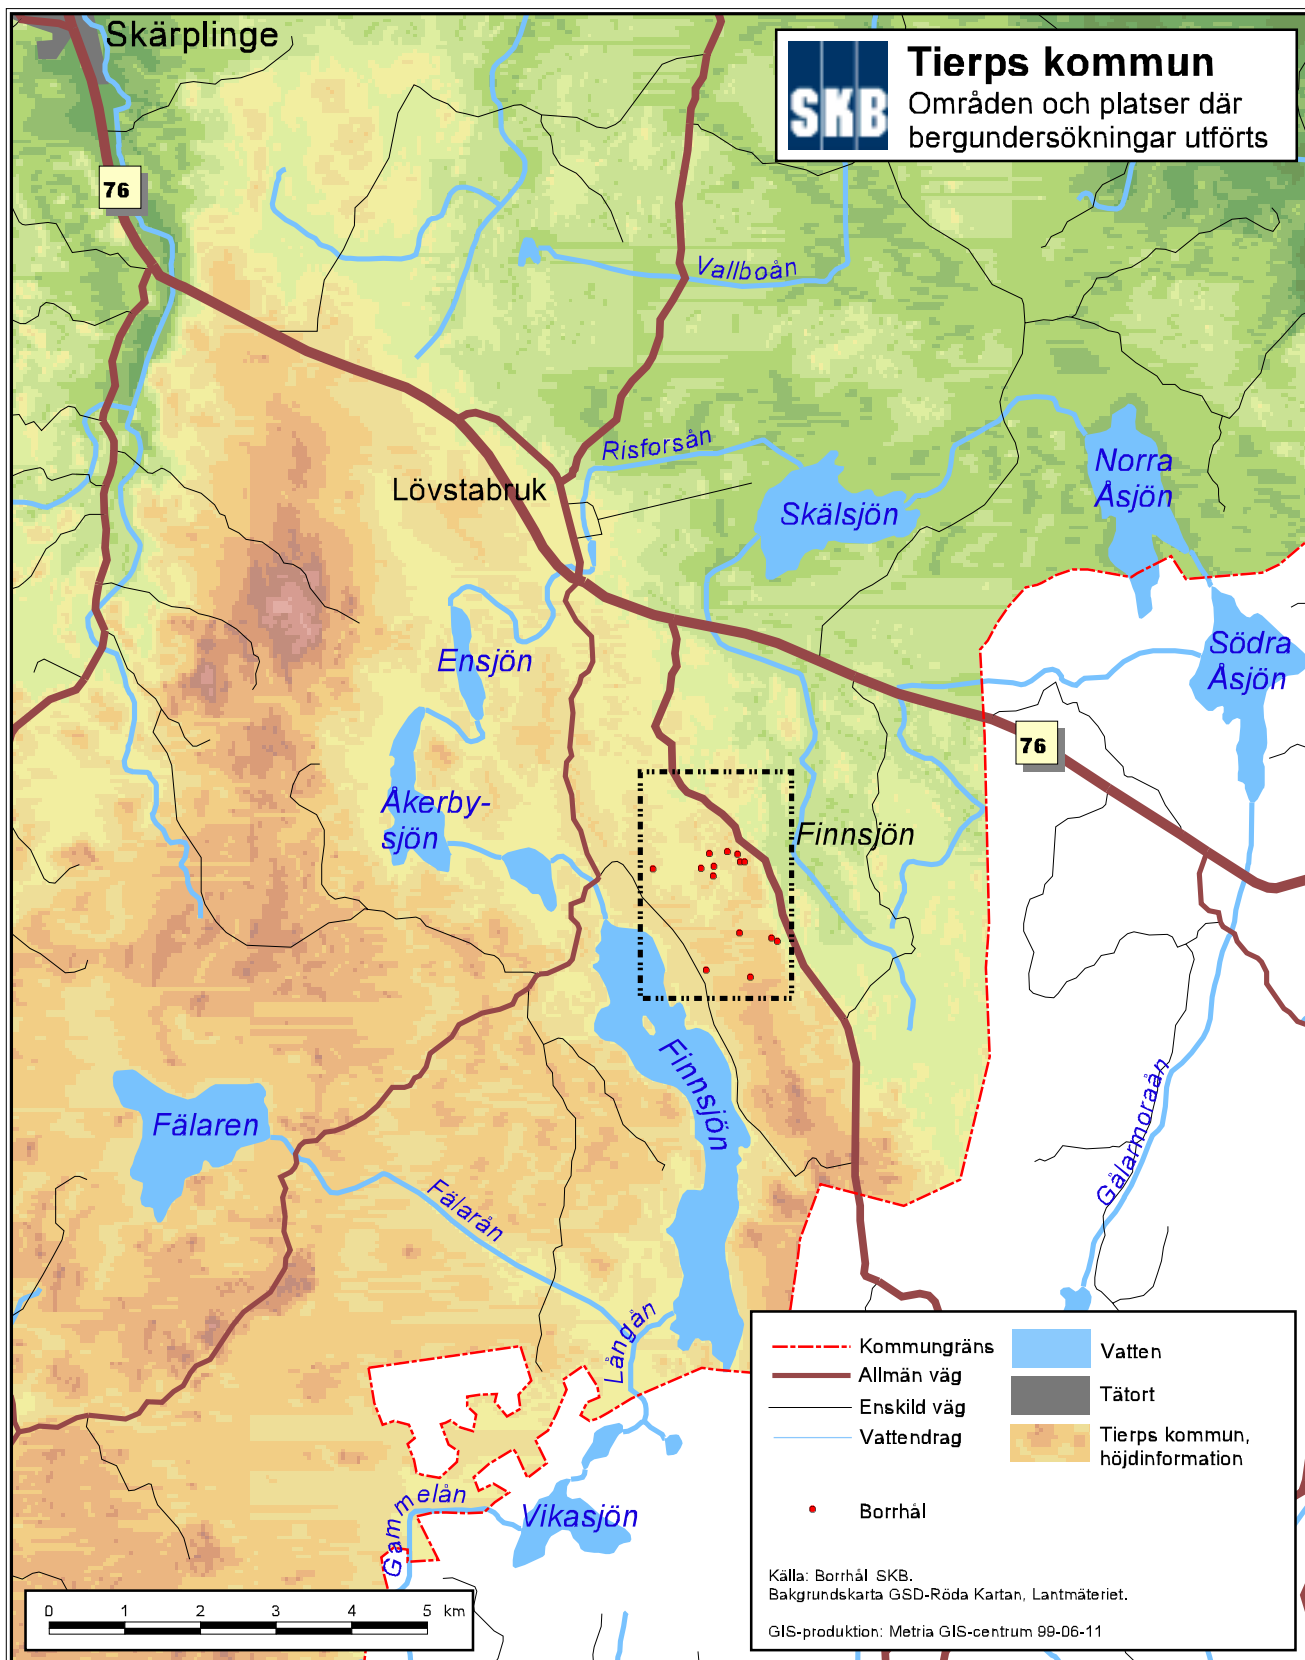 Skärplinge
SKB
Tierps kommun
Områden och platser där
bergundersökningar utförts
76
Vallboån
Risforsån
Lövstabruk
Skälsjön
Norra
Åsjön
Ensjön
Södra
Åsjön
76
Åkerby-
sjön
Finnsjön
Finnsjön
Fälaren
Fälarån
Gålarmoraån
Långån
Gammelån
Vikasjön
Kommungräns
Allmän väg
Enskild väg
Vattendrag
Borrhål
Vatten
Tätort
Tierps kommun,
höjdinformation
Källa: Borrhål SKB.
Bakgrundskarta GSD-Röda Kartan, Lantmäteriet.
GIS-produktion: Metria GIS-centrum 99-06-11
0 1 2 3 4 5 km